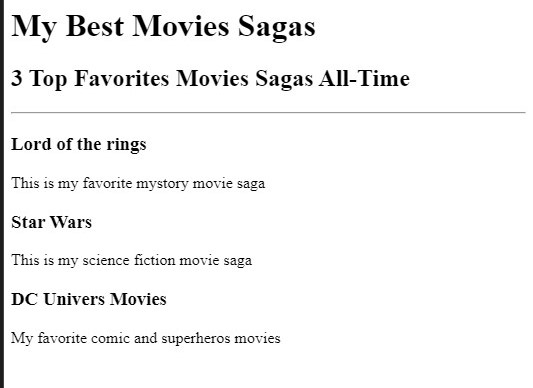 My Best Movies Sagas
3 Top Favorites Movies Sagas All-Time
Lord of the rings
This is my favorite mystory movie saga
Star Wars
This is my science fiction movie saga
DC Univers Movies
My favorite comic and superheros movies